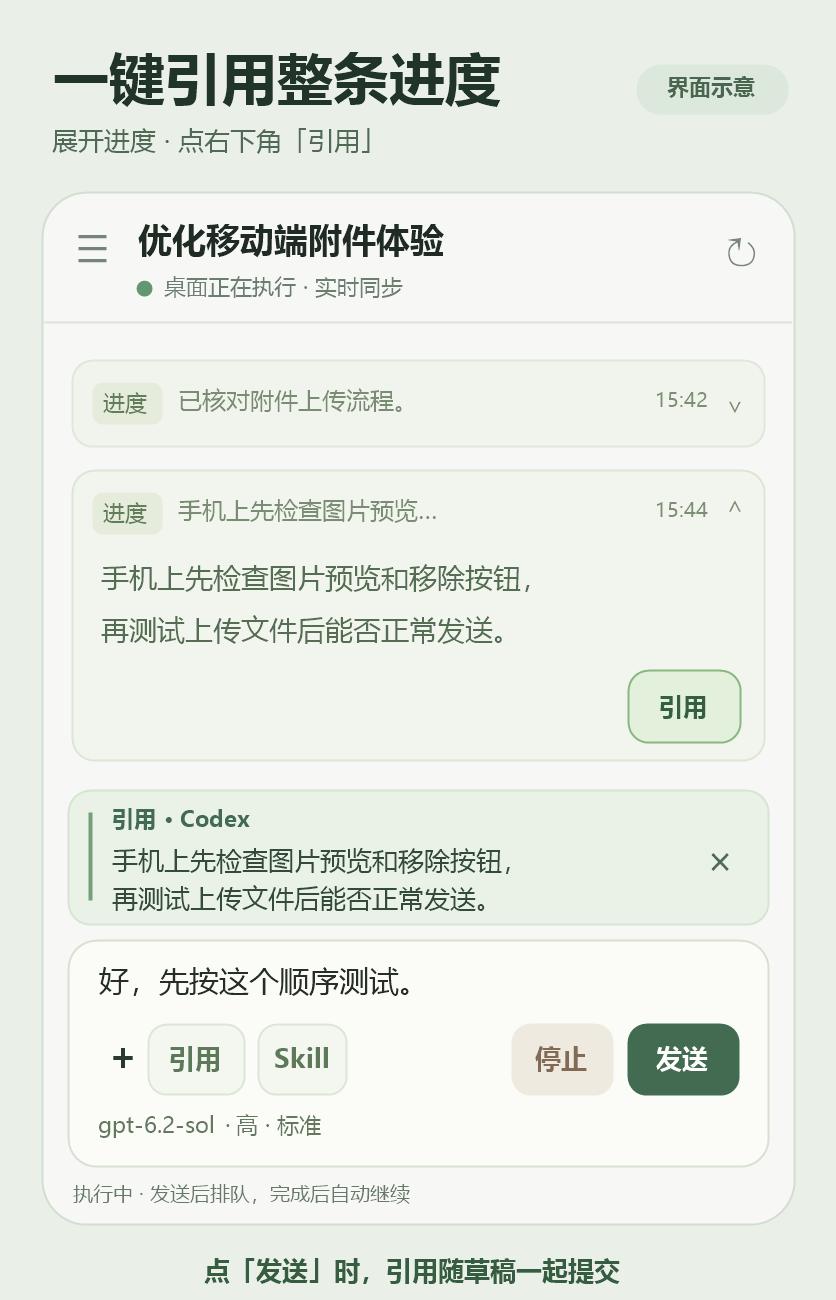 一键引用整条进度
界面示意
展开进度 · 点右下角「引用」
优化移动端附件体验
桌面正在执行 · 实时同步
进度 已核对附件上传流程。 15:42
进度 手机上先检查图片预览… 15:44
手机上先检查图片预览和移除按钮，
再测试上传文件后能否正常发送。
引用
引用 • Codex
手机上先检查图片预览和移除按钮，
再测试上传文件后能否正常发送。
好，先按这个顺序测试。
+ 引用 Skill 停止 发送
gpt-6.2-sol · 高 · 标准
执行中 · 发送后排队，完成后自动继续
点「发送」时，引用随草稿一起提交